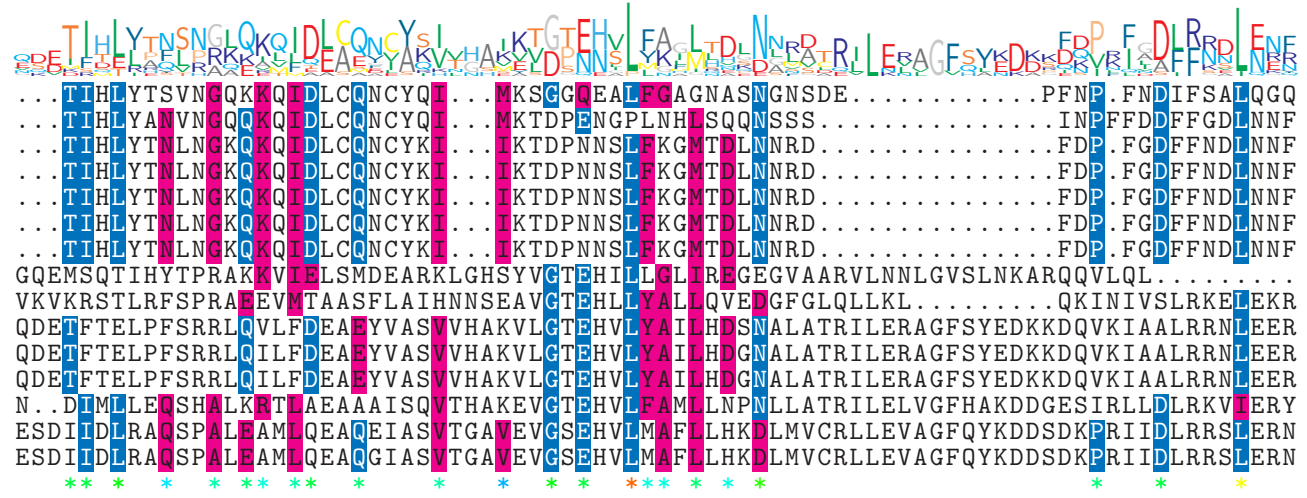 ...TIHLYTSVNGQKKQIDLCQNCYQI...MKSGGQEALFGAGNASNGNSDE............PFNP.FNDIFSALQGQ
...TIHLYANVNGQQKQIDLCQNCYQI...MKTDPENGPLNHLSQQNSSS...............INPFFDDFFGDLNNF
...TIHLYTNLNGKQKQIDLCQNCYKI...IKTDPNNSLFKGMTDLNNRD...............FDP.FGDFFNDLNNF
...TIHLYTNLNGKQKQIDLCQNCYKI...IKTDPNNSLFKGMTDLNNRD...............FDP.FGDFFNDLNNF
...TIHLYTNLNGKQKQIDLCQNCYKI...IKTDPNNSLFKGMTDLNNRD...............FDP.FGDFFNDLNNF
...TIHLYTNLNGKQKQIDLCQNCYKI...IKTDPNNSLFKGMTDLNNRD...............FDP.FGDFFNDLNNF
...TIHLYTNLNGKQKQIDLCQNCYKI...IKTDPNNSLFKGMTDLNNRD...............FDP.FGDFFNDLNNF
GQEMSQTIHYTPRAKKVIELSMDEARKLGHSYVGTEHILLGLIREGEGVAARVLNNLGVSLNKARQQVLQL.........
VKVKRSTLRFSPRAEEVMTAASFLAIHNNSEAVGTEHLLYALLQVEDGFGLQLLKL.........QKINIVSLRKELEKR
QDETFTELPFSRRLQVLFDEAEYVASVVHAKVLGTEHVLYAILHDSNALATRILERAGFSYEDKKDQVKIAALRRNLEER
QDETFTELPFSRRLQILFDEAEYVASVVHAKVLGTEHVLYAILHDGNALATRILERAGFSYEDKKDQVKIAALRRNLEER
QDETFTELPFSRRLQILFDEAEYVASVVHAKVLGTEHVLYAILHDGNALATRILERAGFSYEDKKDQVKIAALRRNLEER
N..DIMLLEQSHALKRTLAEAAAISQVTHAKEVGTEHVLFAMLLNPNLLATRILELVGFHAKDDGESIRLLDLRKVIERY
ESDIIDLRAQSPALEAMLQEAQEIASVTGAVEVGSEHVLMAFLLHKDLMVCRLLEVAGFQYKDDSDKPRIIDLRRSLERN
ESDIIDLRAQSPALEAMLQEAQGIASVTGAVEVGSEHVLMAFLLHKDLMVCRLLEVAGFQYKDDSDKPRIIDLRRSLERN